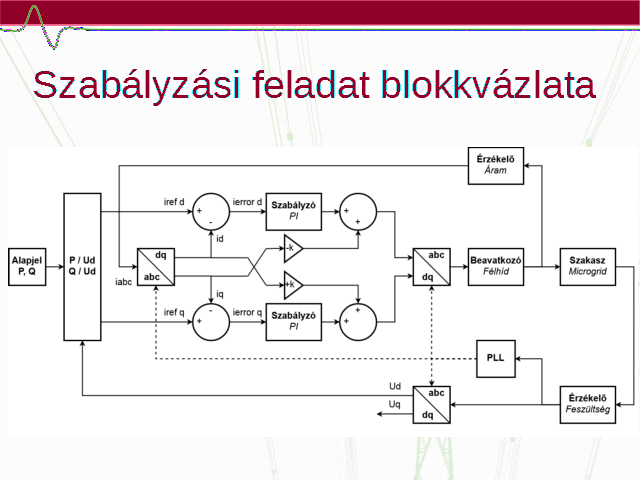 Szabályzási feladat blokkvázlata
Érzékelő
Áram
iref d
ierror d
Szabályzó
PI
+
-
+
+
id
Alapjel
P, Q
P / Ud
Q / Ud
dq
abc
iabc
-k
+k
abc
dq
Beavatkozó
Félhíd
Szakasz
Microgrid
iq
iref q
ierror q
Szabályzó
PI
-
+
+
+
PLL
Ud
Uq
abc
dq
Érzékelő
Feszültség